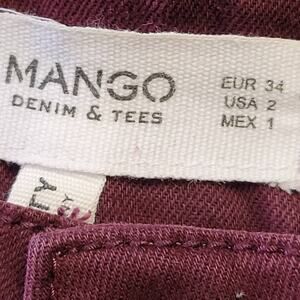 MANGO
DENIM & TEES
EUR 34
USA 2
MEX 1